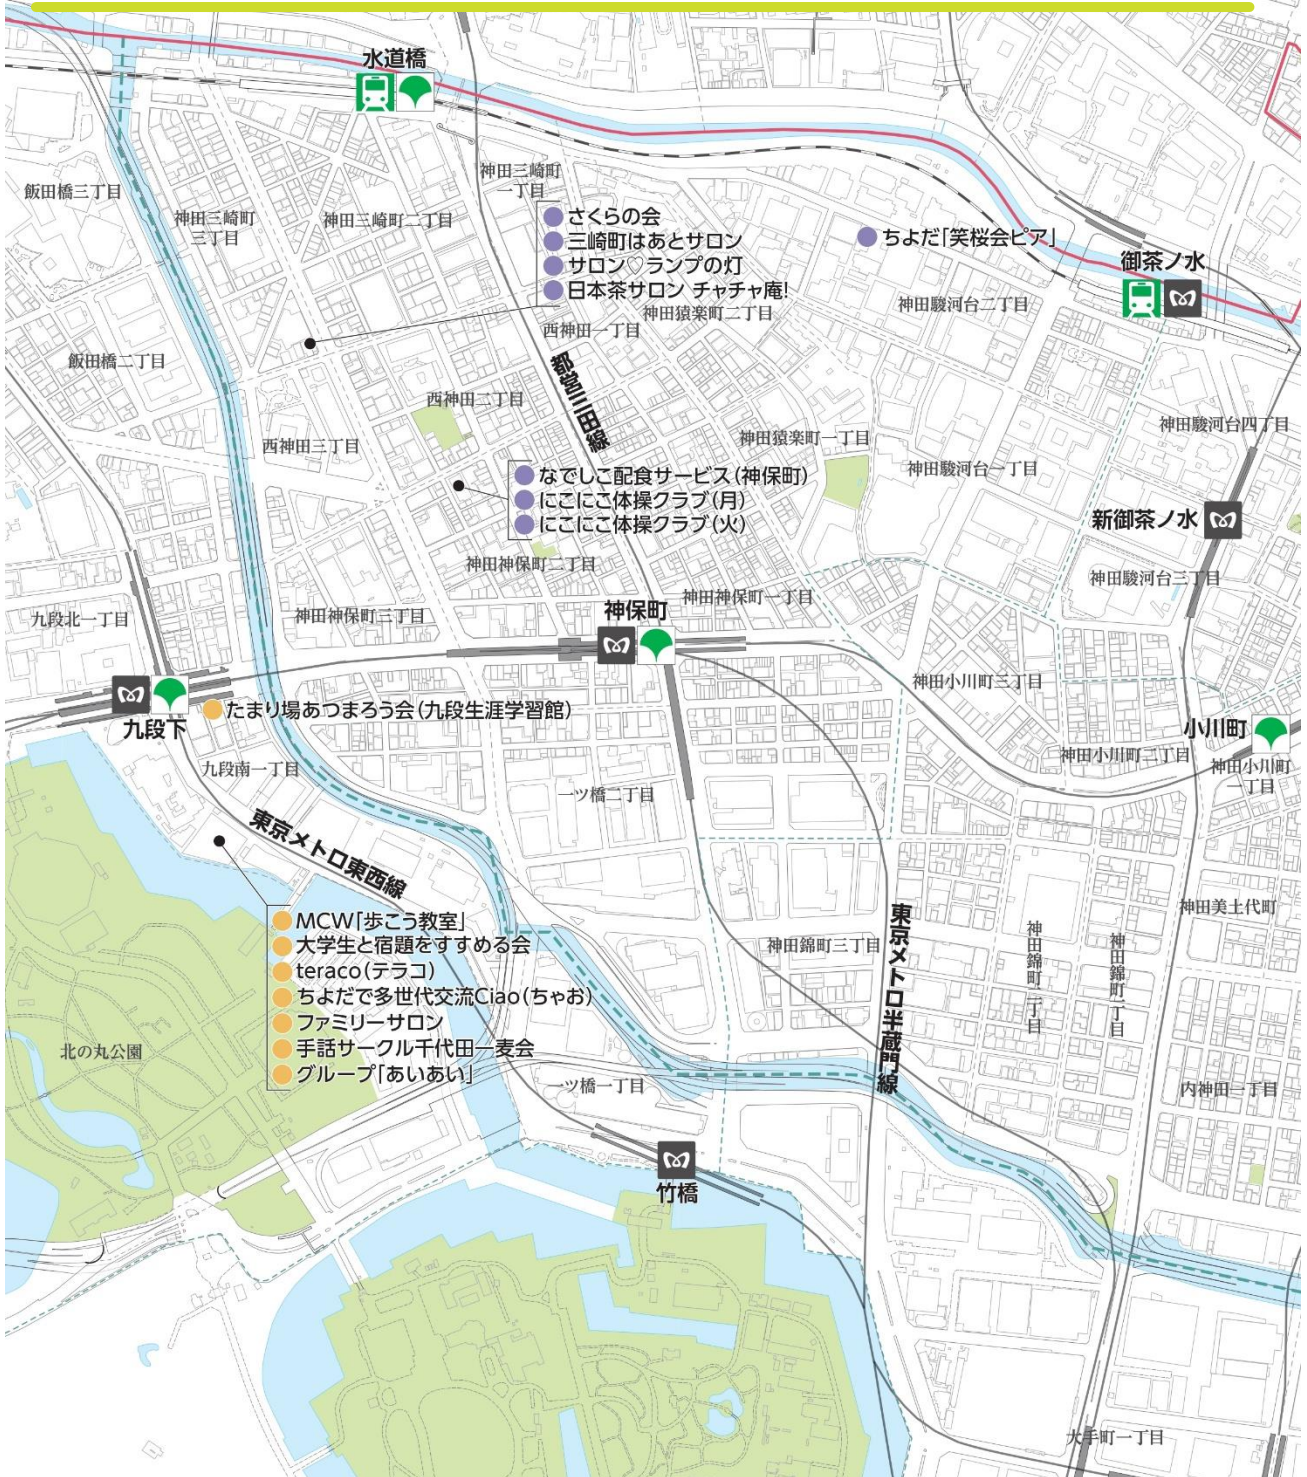 水道橋
飯田橋三丁目
神田三崎町
三丁目
神田三崎町二丁目
神田三崎町
一丁目
さくらの会
三崎町はあとサロン
サロン♡ランプの灯
日本茶サロン チャチャ庵!
ちよだ「笑桜会ピア」
御茶ノ水
神田駿河台二丁目
神田猿楽町二丁目
西神田一丁目
飯田橋二丁目
都営三田線
西神田二丁目
西神田三丁目
神田猿楽町一丁目
神田駿河台一丁目
神田駿河台四丁目
なでしこ配食サービス(神保町)
にこにこ体操クラブ(月)
にこにこ体操クラブ(火)
新御茶ノ水
神田神保町二丁目
神田駿河台三丁目
神田神保町一丁目
神田神保町三丁目
九段北一丁目
神保町
神田小川町三丁目
九段下
たまり場あつまろう会(九段生涯学習館)
小川町
神田小川町二丁目
神田小川町
一丁目
九段南一丁目
一ツ橋二丁目
東京メトロ東西線
MCW「歩こう教室」
大学生と宿題をすすめる会
teraco(テラコ)
ちよだで多世代交流Ciao(ちゃお)
ファミリーサロン
手話サークル千代田一麦会
グループ「あいあい」
神田錦町三丁目
東京メトロ半蔵門線
神田錦町二丁目
神田錦町一丁目
神田美土代町
北の丸公園
一ツ橋一丁目
内神田一丁目
竹橋
大手町一丁目